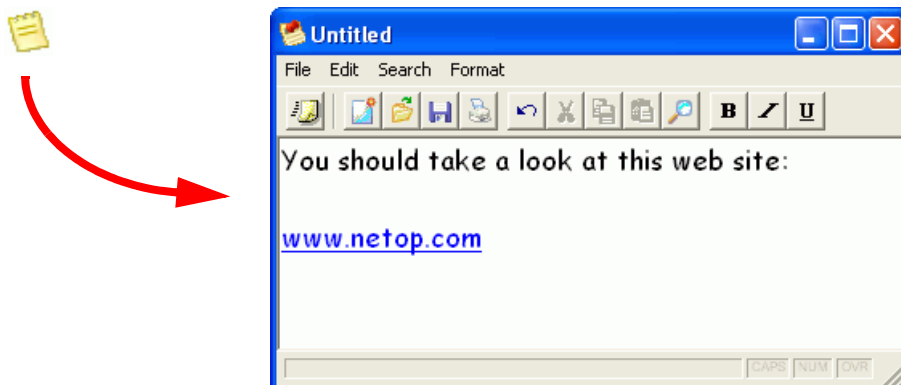 Untitled
File Edit Search Format
B I U
You should take a look at this web site:
www.netop.com
CAPS NUM OVR